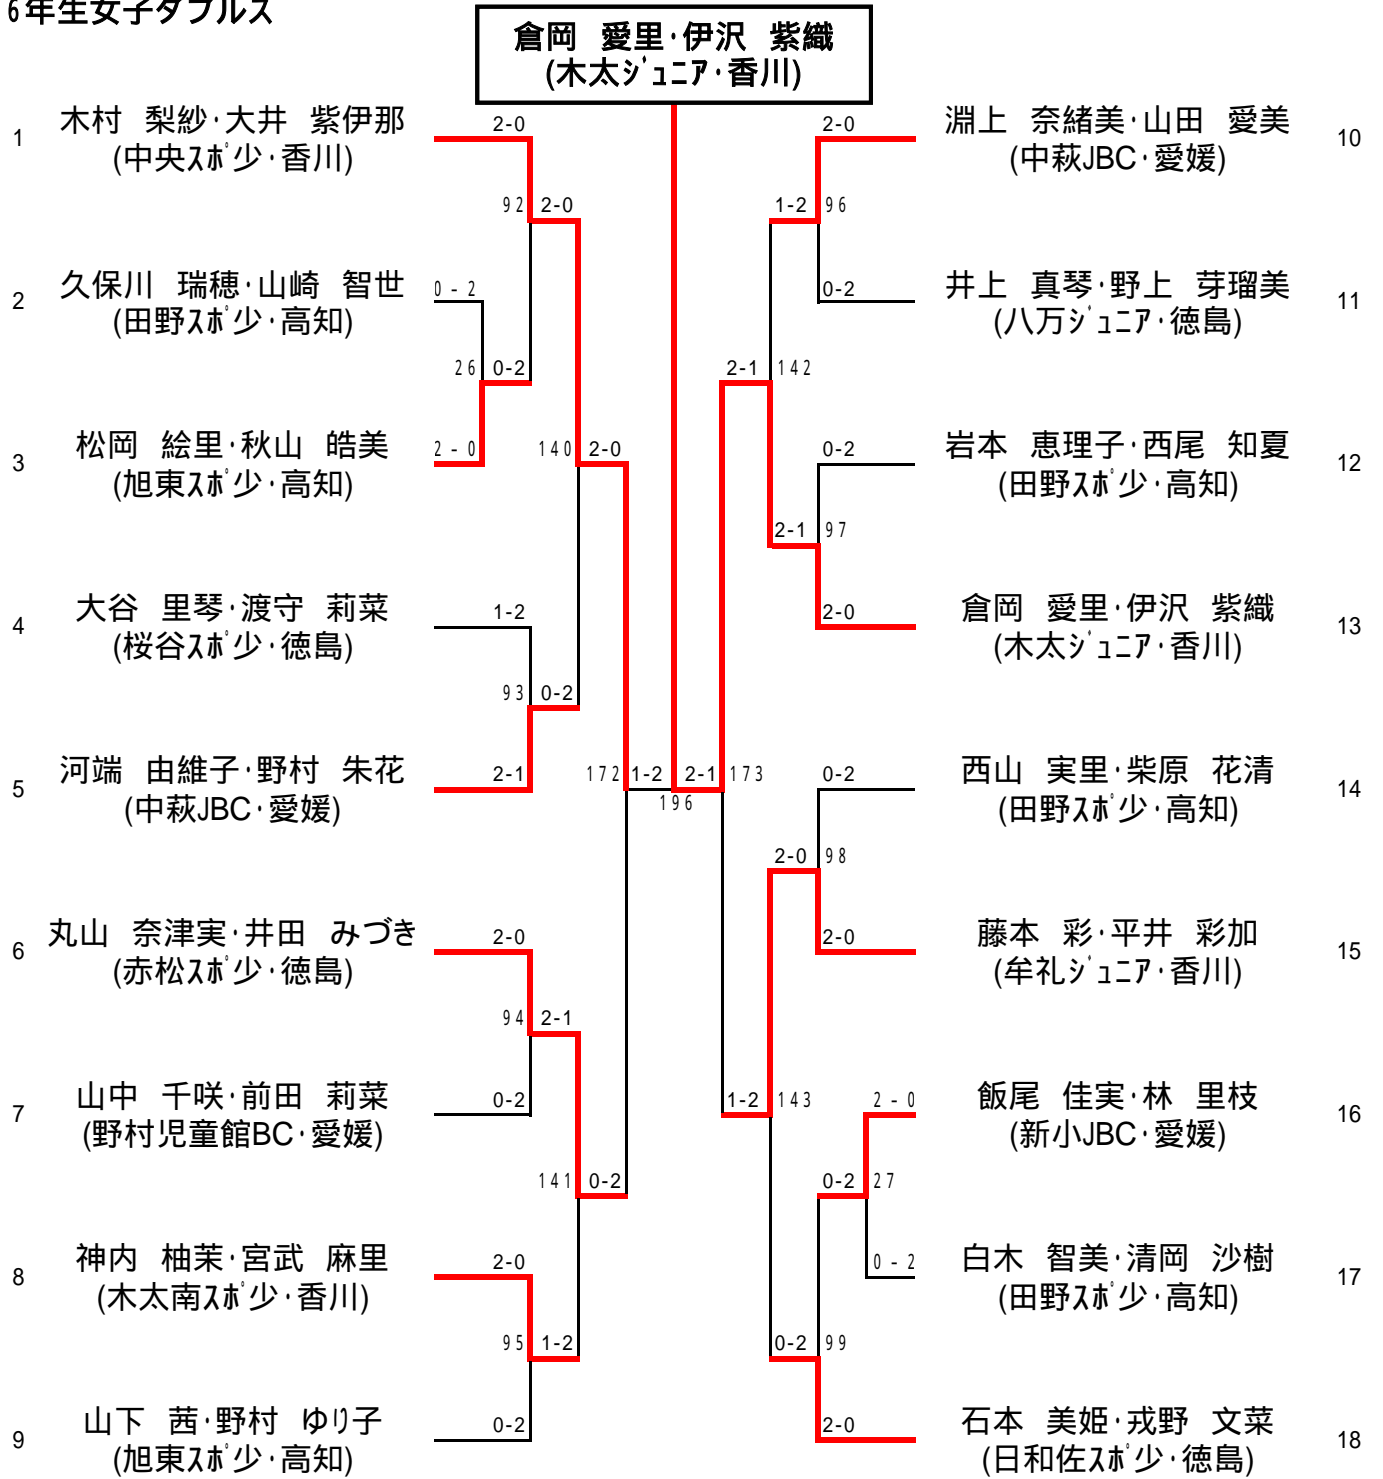 6年生女子ダブルス
倉岡 愛里・伊沢 紫織
(木太ｼﾞｭﾆｱ・香川)
1
木村 梨紗・大井 紫伊那
(中央ｽﾎﾟ少・香川)
2-0
92
2-0
2
久保川 瑞穂・山崎 智世
(田野ｽﾎﾟ少・高知)
0-2
26
0-2
3
松岡 絵里・秋山 皓美
(旭東ｽﾎﾟ少・高知)
2-0
140
2-0
4
大谷 里琴・渡守 莉菜
(桜谷ｽﾎﾟ少・徳島)
1-2
93
0-2
5
河端 由維子・野村 朱花
(中萩JBC・愛媛)
2-1
172
1-2
2-1
173
196
6
丸山 奈津実・井田 みづき
(赤松ｽﾎﾟ少・徳島)
2-0
94
2-1
7
山中 千咲・前田 莉菜
(野村児童館BC・愛媛)
0-2
141
0-2
8
神内 柚茉・宮武 麻里
(木太南ｽﾎﾟ少・香川)
2-0
95
1-2
9
山下 茜・野村 ゆり子
(旭東ｽﾎﾟ少・高知)
0-2
2-0
淵上 奈緒美・山田 愛美
(中萩JBC・愛媛)
10
1-2
96
0-2
井上 真琴・野上 芽瑠美
(八万ｼﾞｭﾆｱ・徳島)
11
2-1
142
0-2
岩本 恵理子・西尾 知夏
(田野ｽﾎﾟ少・高知)
12
2-1
97
2-0
倉岡 愛里・伊沢 紫織
(木太ｼﾞｭﾆｱ・香川)
13
0-2
西山 実里・柴原 花清
(田野ｽﾎﾟ少・高知)
14
2-0
98
2-0
藤本 彩・平井 彩加
(牟礼ｼﾞｭﾆｱ・香川)
15
1-2
143
2-0
飯尾 佳実・林 里枝
(新小JBC・愛媛)
16
0-2
27
0-2
白木 智美・清岡 沙樹
(田野ｽﾎﾟ少・高知)
17
0-2
99
2-0
石本 美姫・戎野 文菜
(日和佐ｽﾎﾟ少・徳島)
18